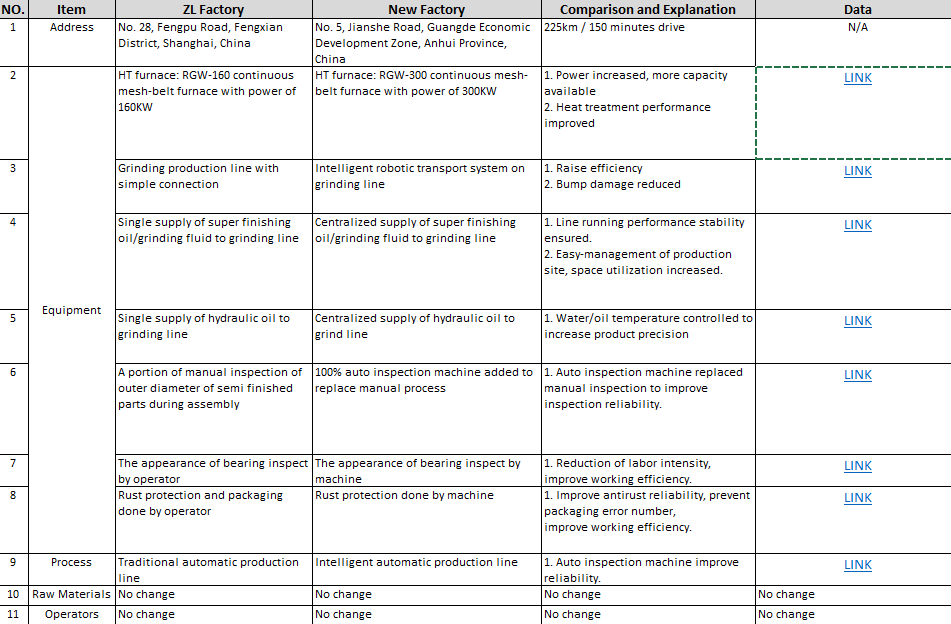 NO. Item ZL Factory New Factory Comparison and Explanation Data
1 Address No. 28, Fengpu Road, Fengxian District, Shanghai, China No. 5, Jianshe Road, Guangde Economic Development Zone, Anhui Province, China 225km / 150 minutes drive N/A
2 Equipment HT furnace: RGW-160 continuous mesh-belt furnace with power of 160KW HT furnace: RGW-300 continuous mesh-belt furnace with power of 300KW 1. Power increased, more capacity available 2. Heat treatment performance improved LINK
3 Grinding production line with simple connection Intelligent robotic transport system on grinding line 1. Raise efficiency 2. Bump damage reduced LINK
4 Single supply of super finishing oil/grinding fluid to grinding line Centralized supply of super finishing oil/grinding fluid to grinding line 1. Line running performance stability ensured. 2. Easy-management of production site, space utilization increased. LINK
5 Single supply of hydraulic oil to grinding line Centralized supply of hydraulic oil to grind line 1. Water/oil temperature controlled to increase product precision LINK
6 A portion of manual inspection of outer diameter of semi finished parts during assembly 100% auto inspection machine added to replace manual process 1. Auto inspection machine replaced manual inspection to improve inspection reliability. LINK
7 The appearance of bearing inspect by operator The appearance of bearing inspect by machine 1. Reduction of labor intensity, improve working efficiency. LINK
8 Rust protection and packaging done by operator Rust protection done by machine 1. Improve antirust reliability, prevent packaging error number, improve working efficiency. LINK
9 Process Traditional automatic production line Intelligent automatic production line 1. Auto inspection machine improve reliability. LINK
10 Raw Materials No change No change No change No change
11 Operators No change No change No change No change